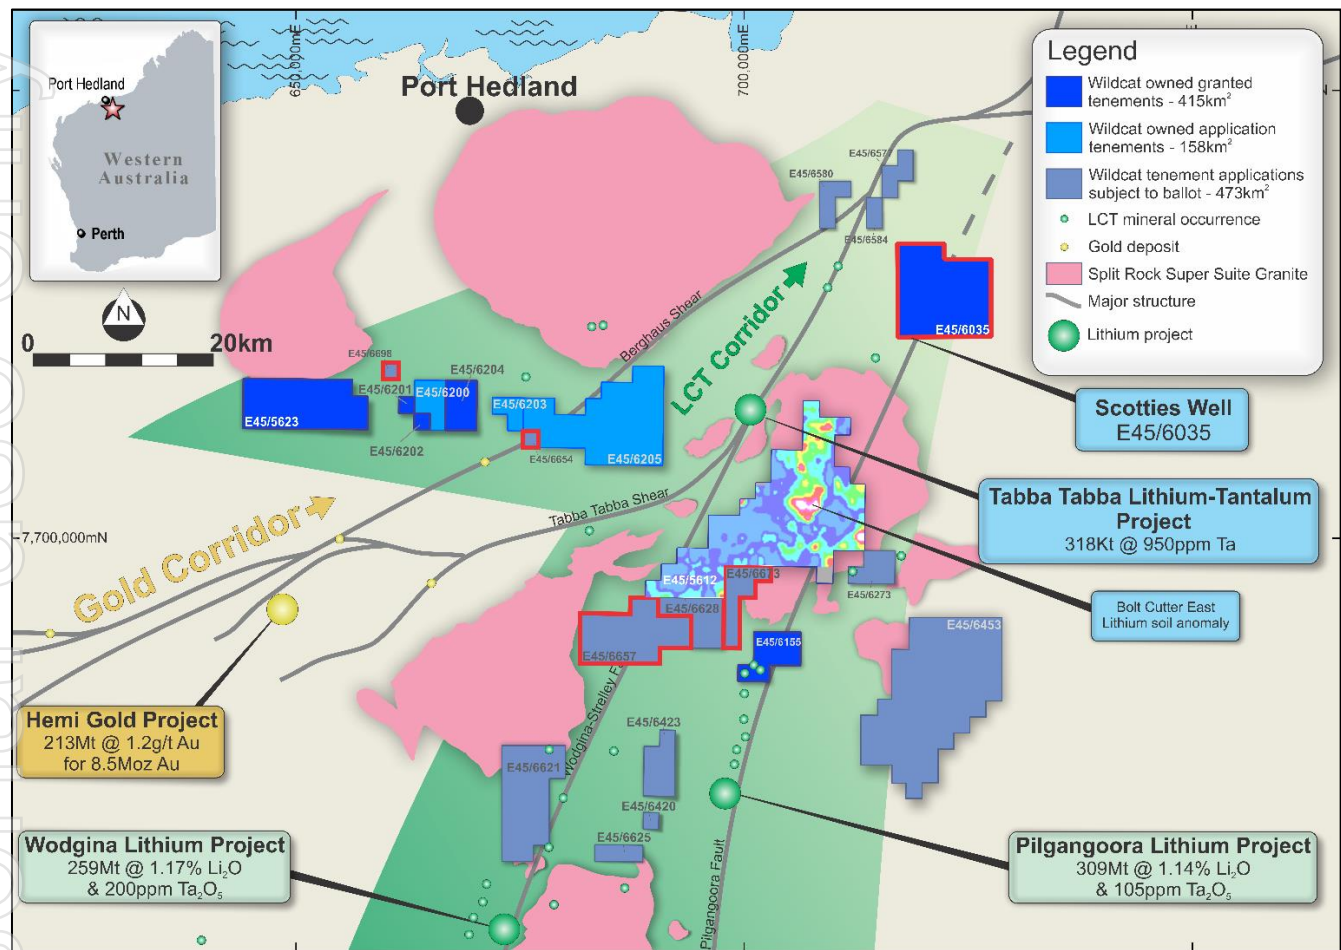 Port Hedland
Western
Australia
Perth
N
0
20km
650,000mE
700,000mE
7,700,000mN
Port Hedland
Legend
Wildcat owned granted
tenements - 415km²
Wildcat owned application
tenements - 158km²
Wildcat tenement applications
subject to ballot - 473km²
LCT mineral occurrence
Gold deposit
Split Rock Super Suite Granite
Major structure
Lithium project
E45/6577
E45/6580
E45/6584
E45/6035
Scotties Well
E45/6035
Berghaus Shear
LCT Corridor
E45/6698
E45/6204
E45/6201
E45/6200
E45/5623
E45/6203
E45/6202
E45/6654
E45/6205
Tabba Tabba Shear
Gold Corridor
Tabba Tabba Lithium-Tantalum
Project
318Kt @ 950ppm Ta
E45/5612
E45/6673
E45/6273
E45/6628
E45/6657
E45/6155
E45/6453
Bolt Cutter East
Lithium soil anomaly
Hemi Gold Project
213Mt @ 1.2g/t Au
for 8.5Moz Au
Wodgina-Strelley Fa
E45/6423
E45/6621
E45/6420
E45/6625
Pilgangoora Fault
Wodgina Lithium Project
259Mt @ 1.17% Li₂O
& 200ppm Ta₂O₅
Pilgangoora Lithium Project
309Mt @ 1.14% Li₂O
& 105ppm Ta₂O₅